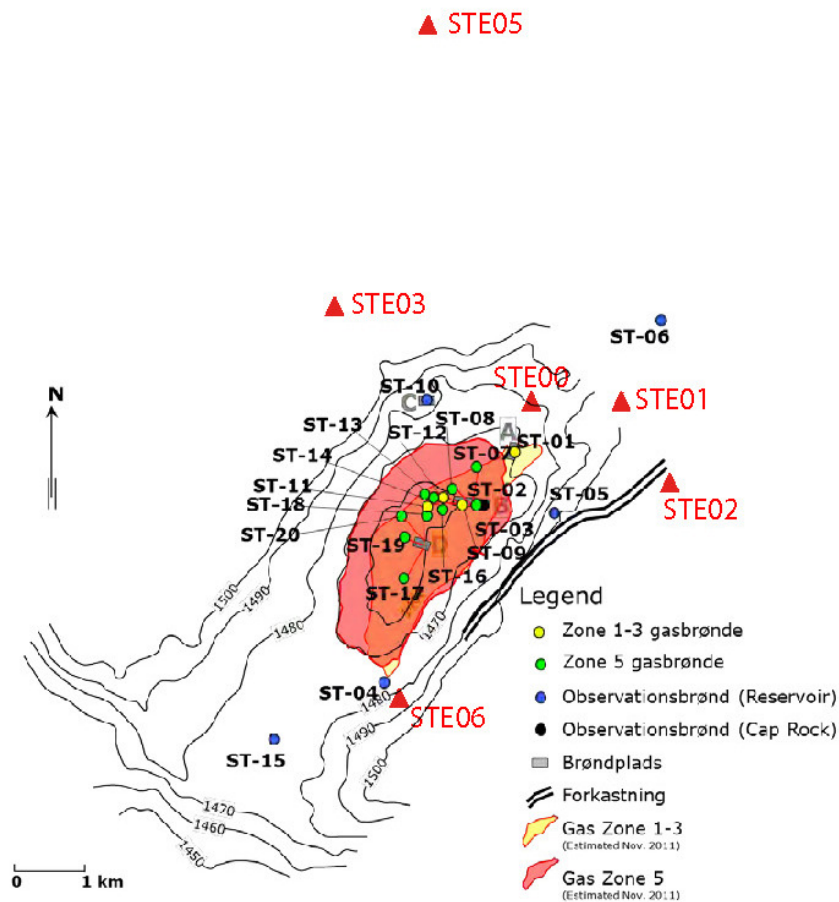 STE05
STE03
ST-06
N
ST-10
STE00
STE01
C
ST-08
ST-13
ST-12
A
ST-01
ST-14
ST-07
ST-11
ST-02
STE02
ST-18
B
ST-05
ST-20
ST-03
ST-19
D
ST-09
ST-16
ST-17
1500
1490
1480
1470
ST-04
1480
STE06
1490
1500
ST-15
1470
1460
1450
0 1 km
Legend
Zone 1-3 gasbrønde
Zone 5 gasbrønde
Observationsbrønd (Reservoir)
Observationsbrønd (Cap Rock)
Brøndplads
Forkastning
Gas Zone 1-3
(Estimated Nov. 2011)
Gas Zone 5
(Estimated Nov. 2011)